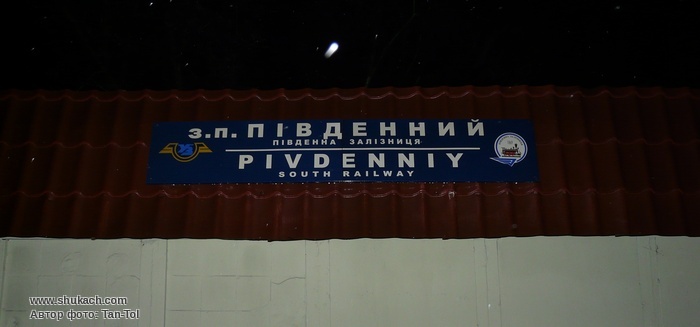 З.П. ПІВДЕННИЙ
ПІВДЕННА ЗАЛІЗНИЦЯ
PIVDENNIY
SOUTH RAILWAY
www.shukach.com
Автор фото: Tan-Tol